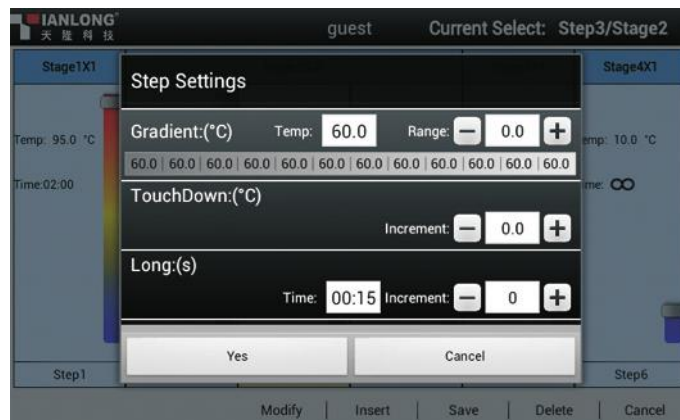 TIANLONG
天隆科技
guest
Current Select: Step3/Stage2
Stage1X1
Stage4X1
Step Settings
Gradient:(°C) Temp: 60.0 Range: − 0.0 +
60.0 | 60.0 | 60.0 | 60.0 | 60.0 | 60.0 | 60.0 | 60.0 | 60.0 | 60.0 | 60.0 | 60.0
Temp: 95.0 °C
emp: 10.0 °C
TouchDown:(°C)
Time:02:00
me: ∞
Increment: − 0.0 +
Long:(s)
Time: 00:15 Increment: − 0 +
Yes
Cancel
Step1
Step6
Modify | Insert | Save | Delete | Cancel